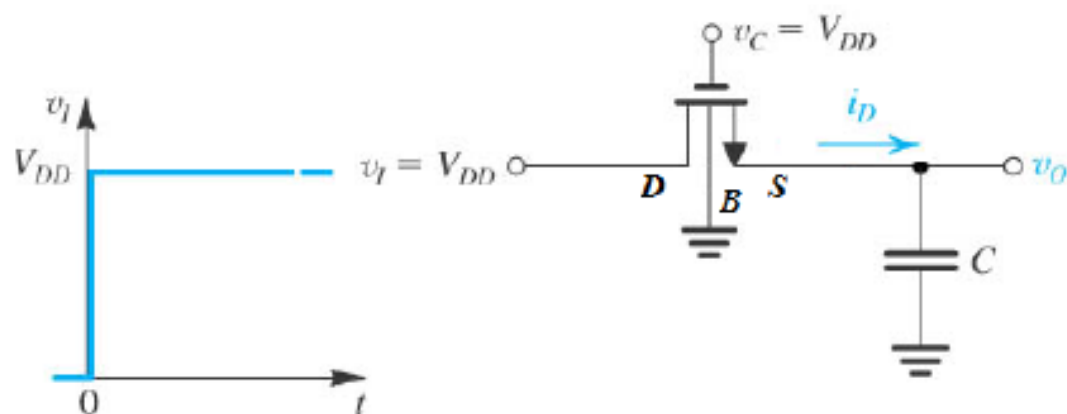 v_C = V_DD
v_I
V_DD
0
t
v_I = V_DD
D
B
S
i_D
v_O
C